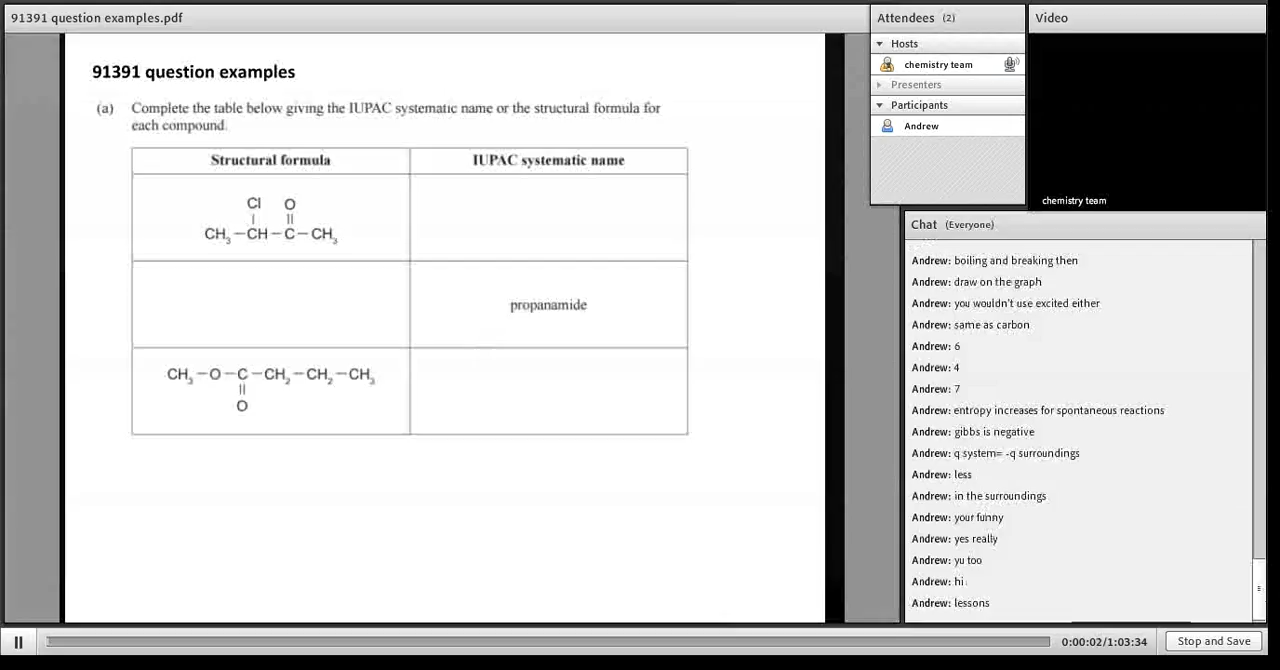 91391 question examples.pdf
91391 question examples
(a) Complete the table below giving the IUPAC systematic name or the structural formula for
each compound.
Structural formula
IUPAC systematic name
Cl O
| ||
CH₃ – CH – C – CH₃
propanamide
CH₃ – O – C – CH₂ – CH₂ – CH₃
||
O
Attendees (2)
Hosts
chemistry team
Presenters
Participants
Andrew
Video
chemistry team
Chat (Everyone)
Andrew: boiling and breaking then
Andrew: draw on the graph
Andrew: you wouldn't use excited either
Andrew: same as carbon
Andrew: 6
Andrew: 4
Andrew: 7
Andrew: entropy increases for spontaneous reactions
Andrew: gibbs is negative
Andrew: q system= -q surroundings
Andrew: less
Andrew: in the surroundings
Andrew: your funny
Andrew: yes really
Andrew: yu too
Andrew: hi
Andrew: lessons
0:00:02/1:03:34
Stop and Save